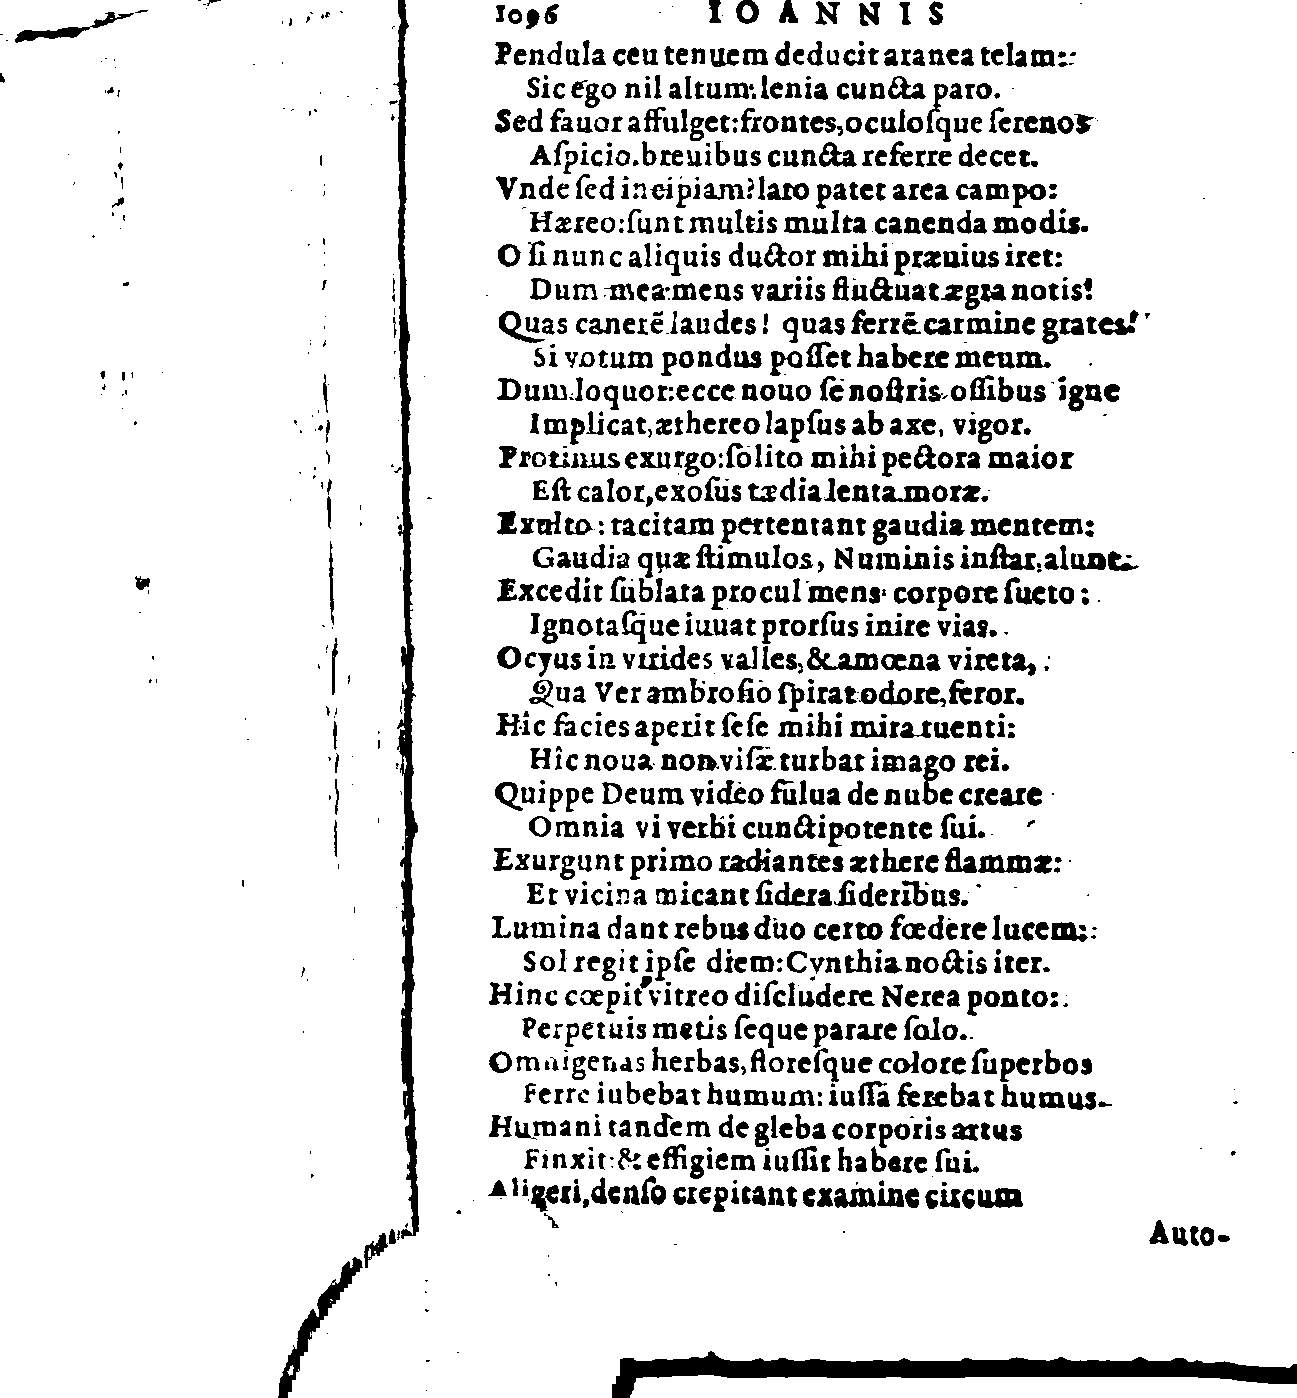 1096 IOANNIS
Pendula ceu tenuem deducit aranea telam:
Sic ego nil altum: lenia cuncta paro.
Sed fauor affulget: frontes, oculoſque ſerenos
Aſpicio. breuibus cuncta referre decet.
Vnde ſed incipiam? lato patet area campo:
Hæreo: ſunt multis multa canenda modis.
O ſi nunc aliquis ductor mihi præuius iret:
Dum mea mens variis fluctuat ægra notis!
Quas canerē laudes! quas ferrē carmine grates!
Si votum pondus poſſet habere meum.
Dum loquor: ecce nouo ſe noſtris oſſibus igne
Implicat, æthereo lapſus ab axe, vigor.
Protinus exurgo: ſolito mihi pectora maior
Eſt calor, exoſus tædia lenta moræ.
Exulto: tacitam pertentant gaudia mentem:
Gaudia quæ ſtimulos, Numinis inſtar, alunt.
Excedit ſublata procul mens corpore ſueto:
Ignotaſque iuuat prorſus inire vias.
Ocyus in virides valles, & amœna vireta,
Qua Ver ambroſio ſpirat odore, feror.
Hîc facies aperit ſeſe mihi mira tuenti:
Hîc noua non viſæ turbat imago rei.
Quippe Deum video fulua de nube creare
Omnia vi verbi cunctipotente ſui.
Exurgunt primo radiantes æthere flammæ:
Et vicina micant ſidera ſideribus.
Lumina dant rebus duo certo fœdere lucem:
Sol regit ipſe diem: Cynthia noctis iter.
Hinc cœpit vitreo diſcludere Nerea ponto:
Perpetuis metis ſeque parare ſolo.
Omnigenas herbas, floreſque colore ſuperbos
Ferre iubebat humum: iuſſa ferebat humus.
Humani tandem de gleba corporis artus
Finxit: & effigiem iuſſit habere ſui.
Aligeri, denſo crepitant examine circum
Auto-